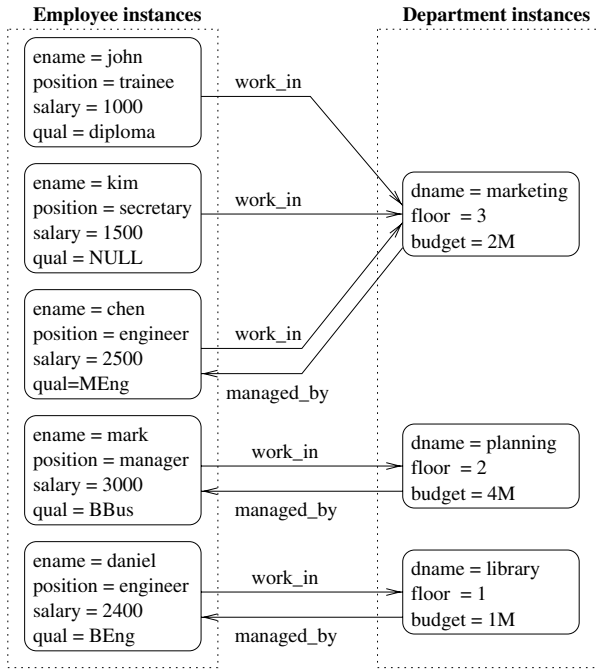 Employee instances
Department instances
ename = john
position = trainee
salary = 1000
qual = diploma
work_in
ename = kim
position = secretary
salary = 1500
qual = NULL
work_in
dname = marketing
floor = 3
budget = 2M
ename = chen
position = engineer
salary = 2500
qual=MEng
work_in
managed_by
ename = mark
position = manager
salary = 3000
qual = BBus
work_in
managed_by
dname = planning
floor = 2
budget = 4M
ename = daniel
position = engineer
salary = 2400
qual = BEng
work_in
managed_by
dname = library
floor = 1
budget = 1M